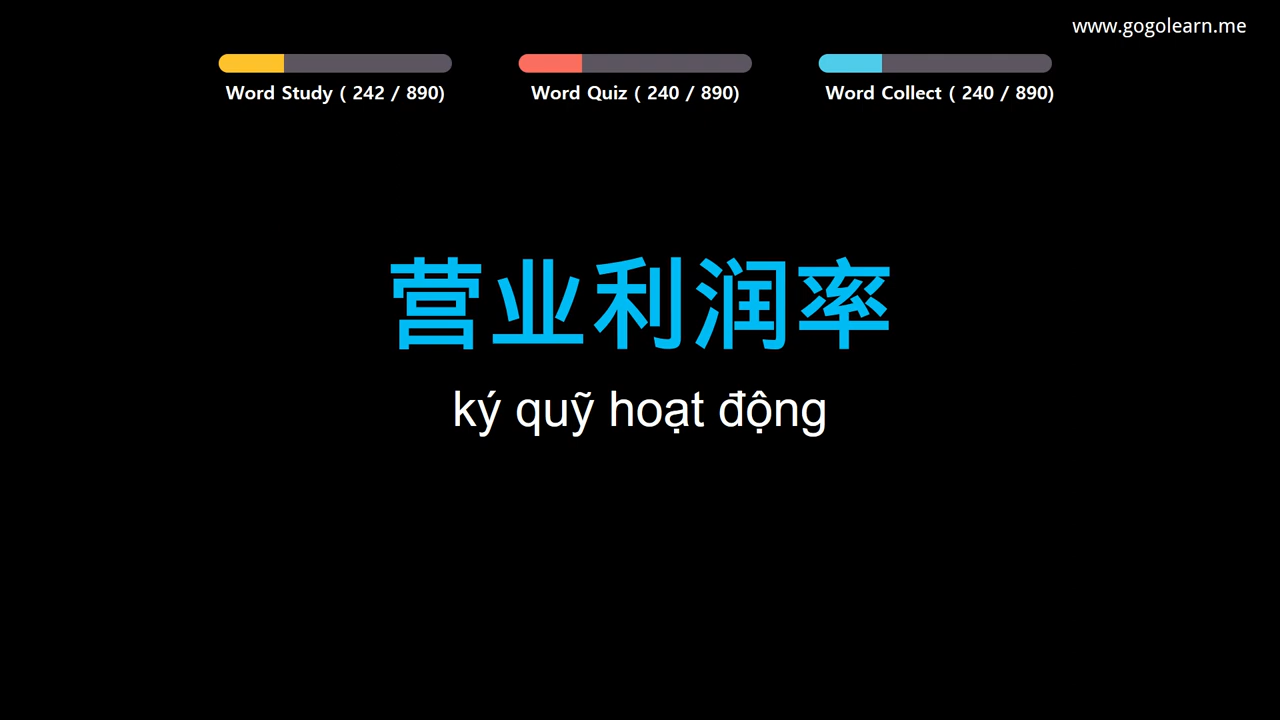 www.gogolearn.me
Word Study ( 242 / 890)
Word Quiz ( 240 / 890)
Word Collect ( 240 / 890)
营业利润率
ký quỹ hoạt động